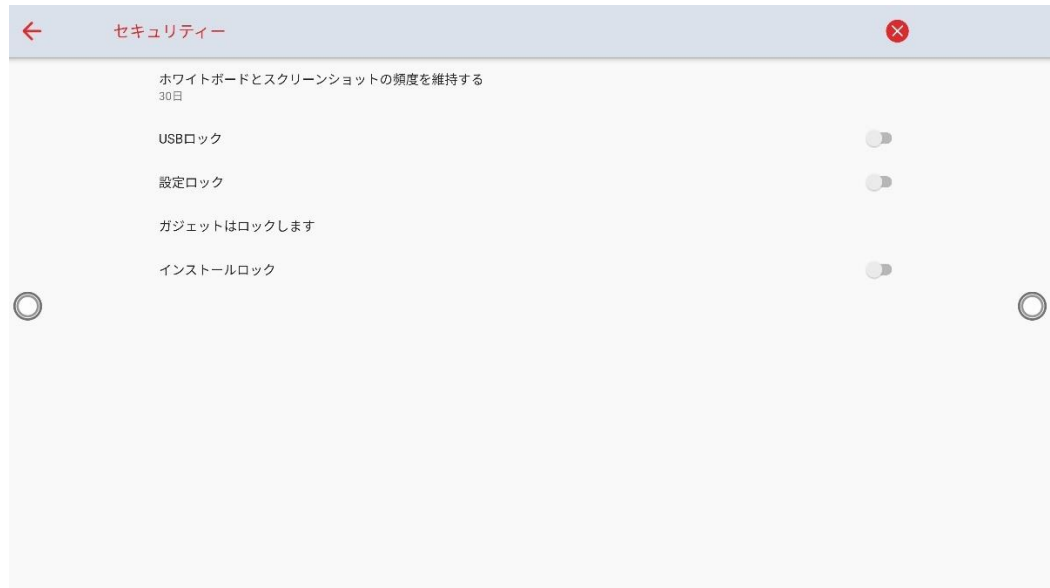 セキュリティー
ホワイトボードとスクリーンショットの頻度を維持する
30日
USBロック
設定ロック
ガジェットはロックします
インストールロック